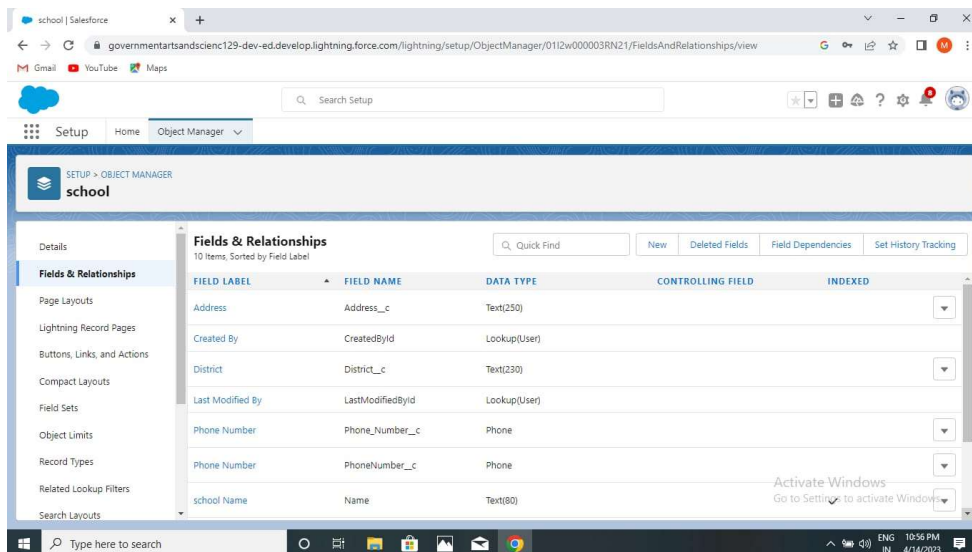 school | Salesforce
governmentartsandscienc129-dev-ed.develop.lightning.force.com/lightning/setup/ObjectManager/01I2w000003RN21/FieldsAndRelationships/view
G
M
Gmail YouTube Maps
Search Setup
8
Setup Home Object Manager
SETUP > OBJECT MANAGER
school
Details
Fields & Relationships
Page Layouts
Lightning Record Pages
Buttons, Links, and Actions
Compact Layouts
Field Sets
Object Limits
Record Types
Related Lookup Filters
Search Layouts
Fields & Relationships
10 Items, Sorted by Field Label
Quick Find
New Deleted Fields Field Dependencies Set History Tracking
FIELD LABEL FIELD NAME DATA TYPE CONTROLLING FIELD INDEXED
Address Address__c Text(250)
Created By CreatedById Lookup(User)
District District__c Text(230)
Last Modified By LastModifiedById Lookup(User)
Phone Number Phone_Number__c Phone
Phone Number PhoneNumber__c Phone
school Name Name Text(80)
Activate Windows
Go to Settings to activate Windows.
Type here to search
ENG 10:56 PM
IN 4/14/2023